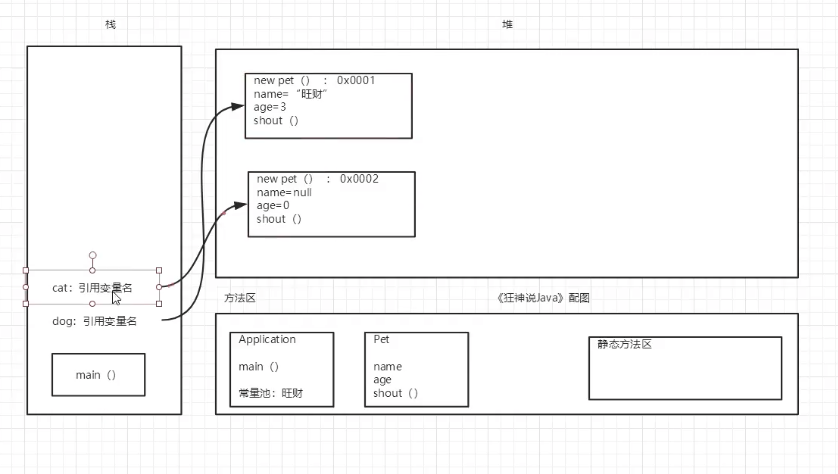 栈
堆
new pet（） ： 0x0001
name= “旺财”
age=3
shout（）
new pet（） ： 0x0002
name=null
age=0
shout（）
cat：引用变量名
dog：引用变量名
main（）
方法区
《狂神说Java》配图
Application
main（）
常量池：旺财
Pet
name
age
shout（）
静态方法区